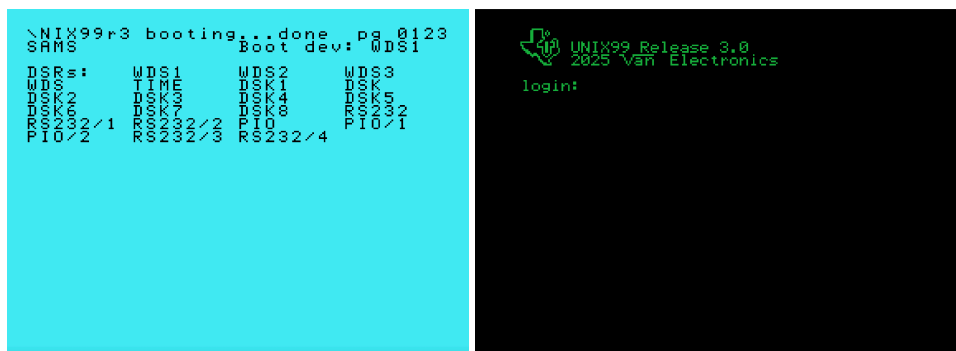 \NIX99r3 booting...done pg 0123
SAMS Boot dev: WDS1
DSRs: WDS1 WDS2 WDS3
WDS TIME DSK1 DSK
DSK2 DSK3 DSK4 DSK5
DSK6 DSK7 DSK8 RS232
RS232/1 RS232/2 PIO PIO/1
PIO/2 RS232/3 RS232/4
UNIX99 Release 3.0
2025 Van Electronics
login: